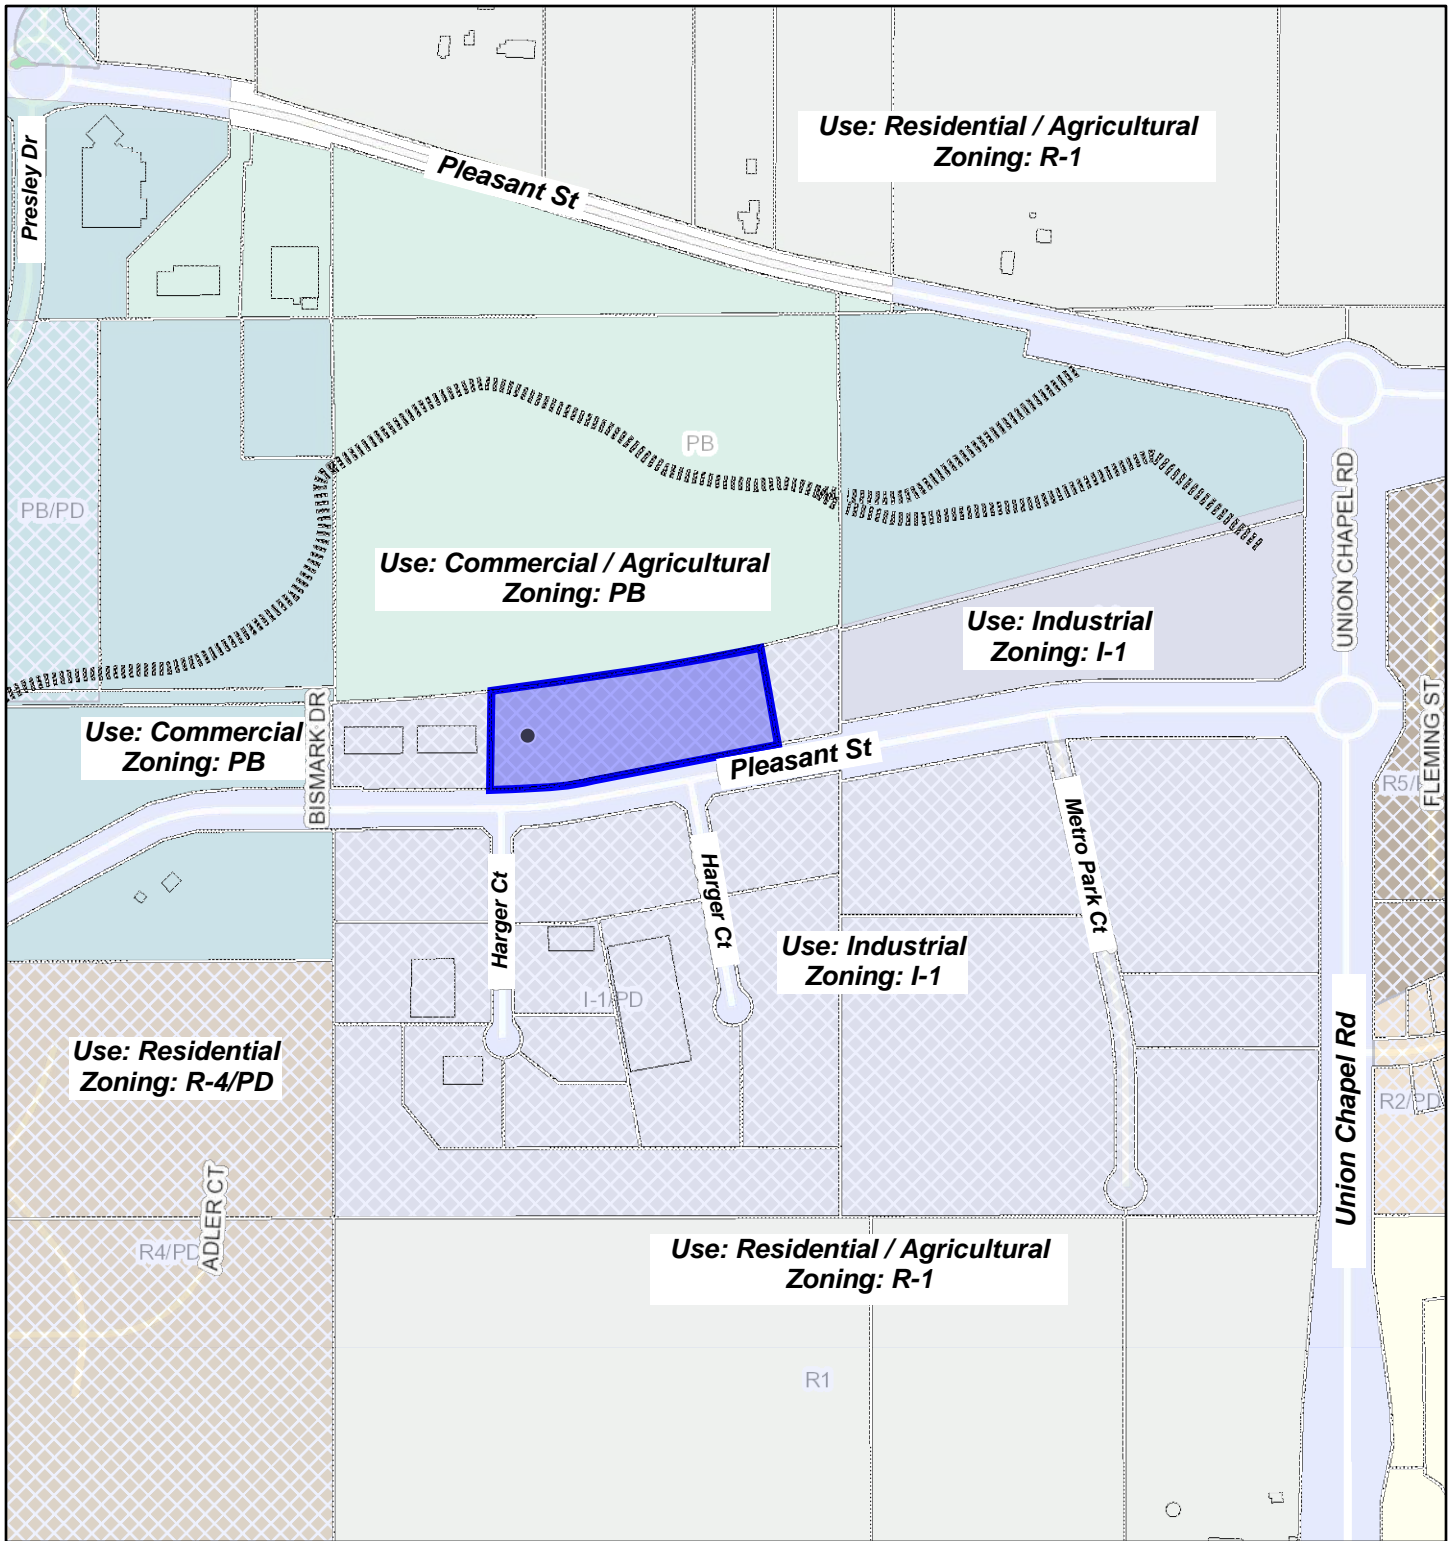 Use: Residential / Agricultural
Zoning: R-1
Presley Dr
Pleasant St
PB
PB/PD
UNION CHAPEL RD
Use: Commercial / Agricultural
Zoning: PB
Use: Industrial
Zoning: I-1
FLEMING ST
BISMARK DR
Use: Commercial
Zoning: PB
Pleasant St
Metro Park Ct
Harger Ct
Harger Ct
Use: Industrial
Zoning: I-1
I-1/PD
Use: Residential
Zoning: R-4/PD
Union Chapel Rd
R2/PD
ADLER CT
R4/PD
Use: Residential / Agricultural
Zoning: R-1
R1